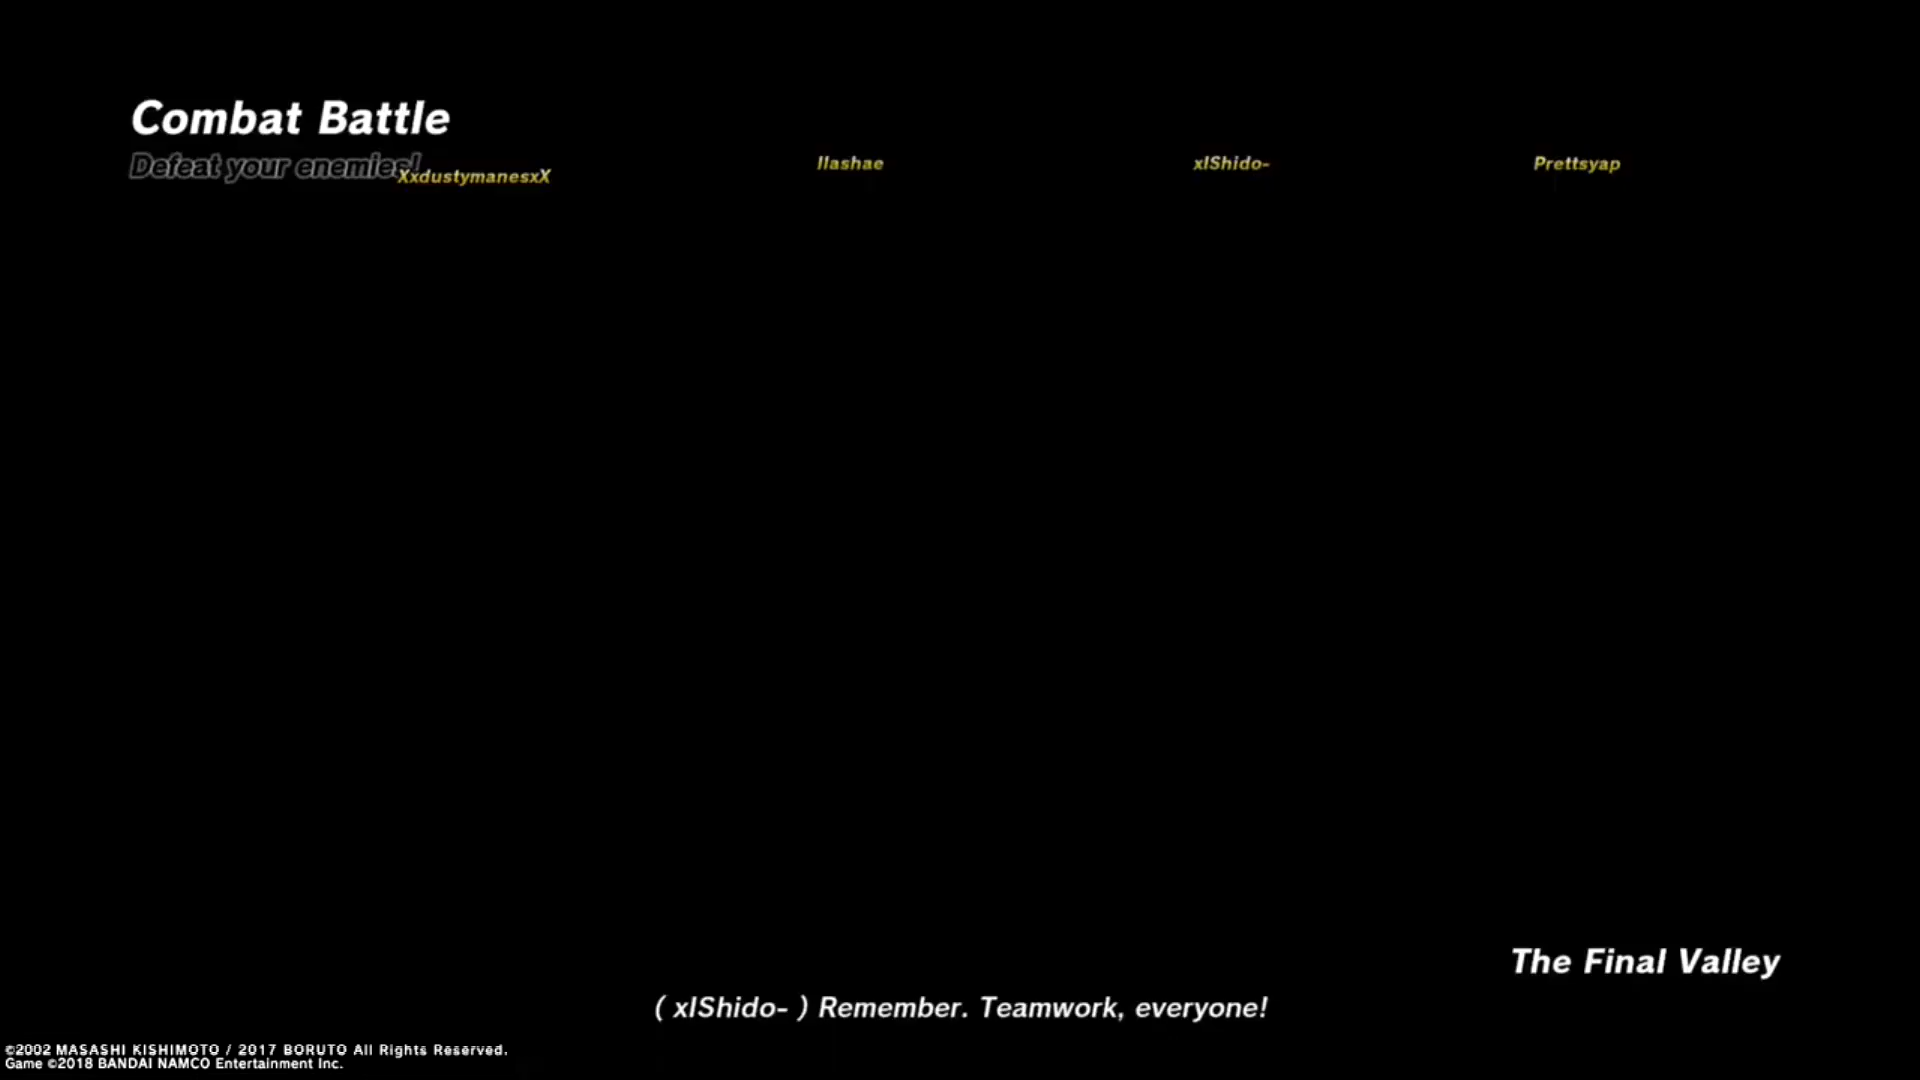 Combat Battle
Defeat your enemies!
XxdustymanesxX
llashae
xIShido-
Prettsyap
The Final Valley
( xIShido- ) Remember. Teamwork, everyone!
©2002 MASASHI KISHIMOTO / 2017 BORUTO All Rights Reserved.
Game ©2018 BANDAI NAMCO Entertainment Inc.